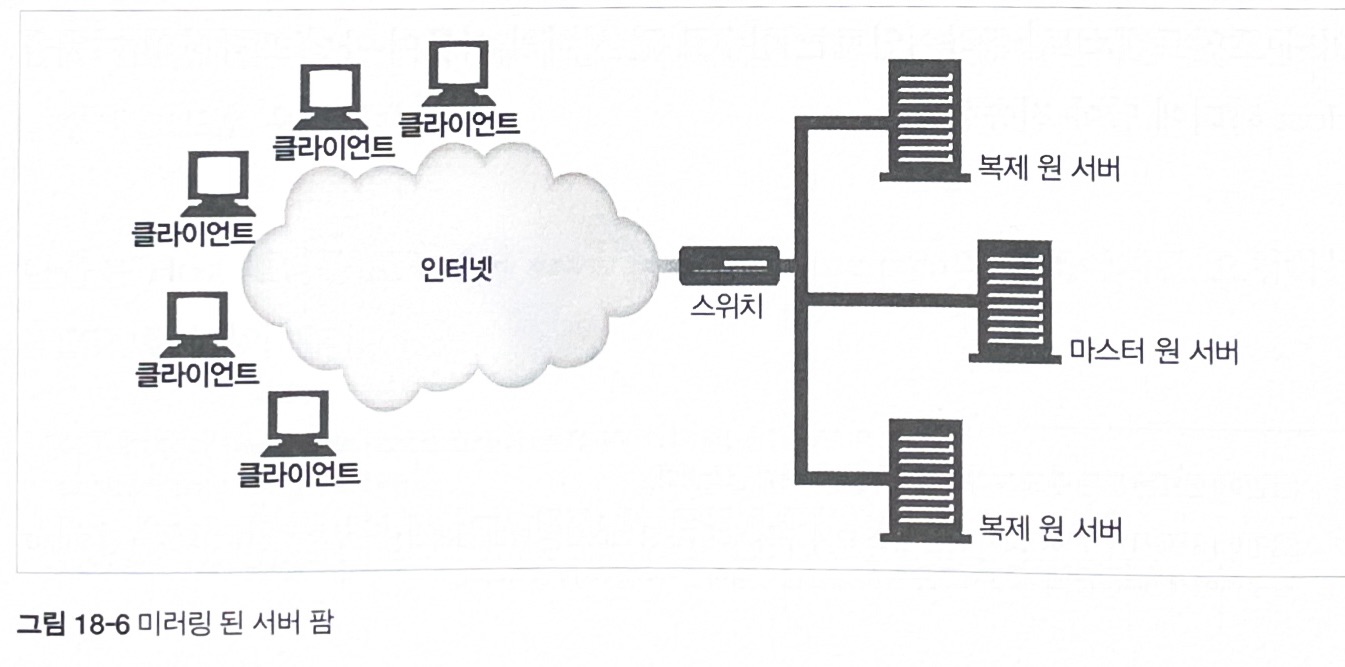 클라이언트
클라이언트
클라이언트
클라이언트
클라이언트
인터넷
스위치
복제 원 서버
마스터 원 서버
복제 원 서버
그림 18-6 미러링 된 서버 팜